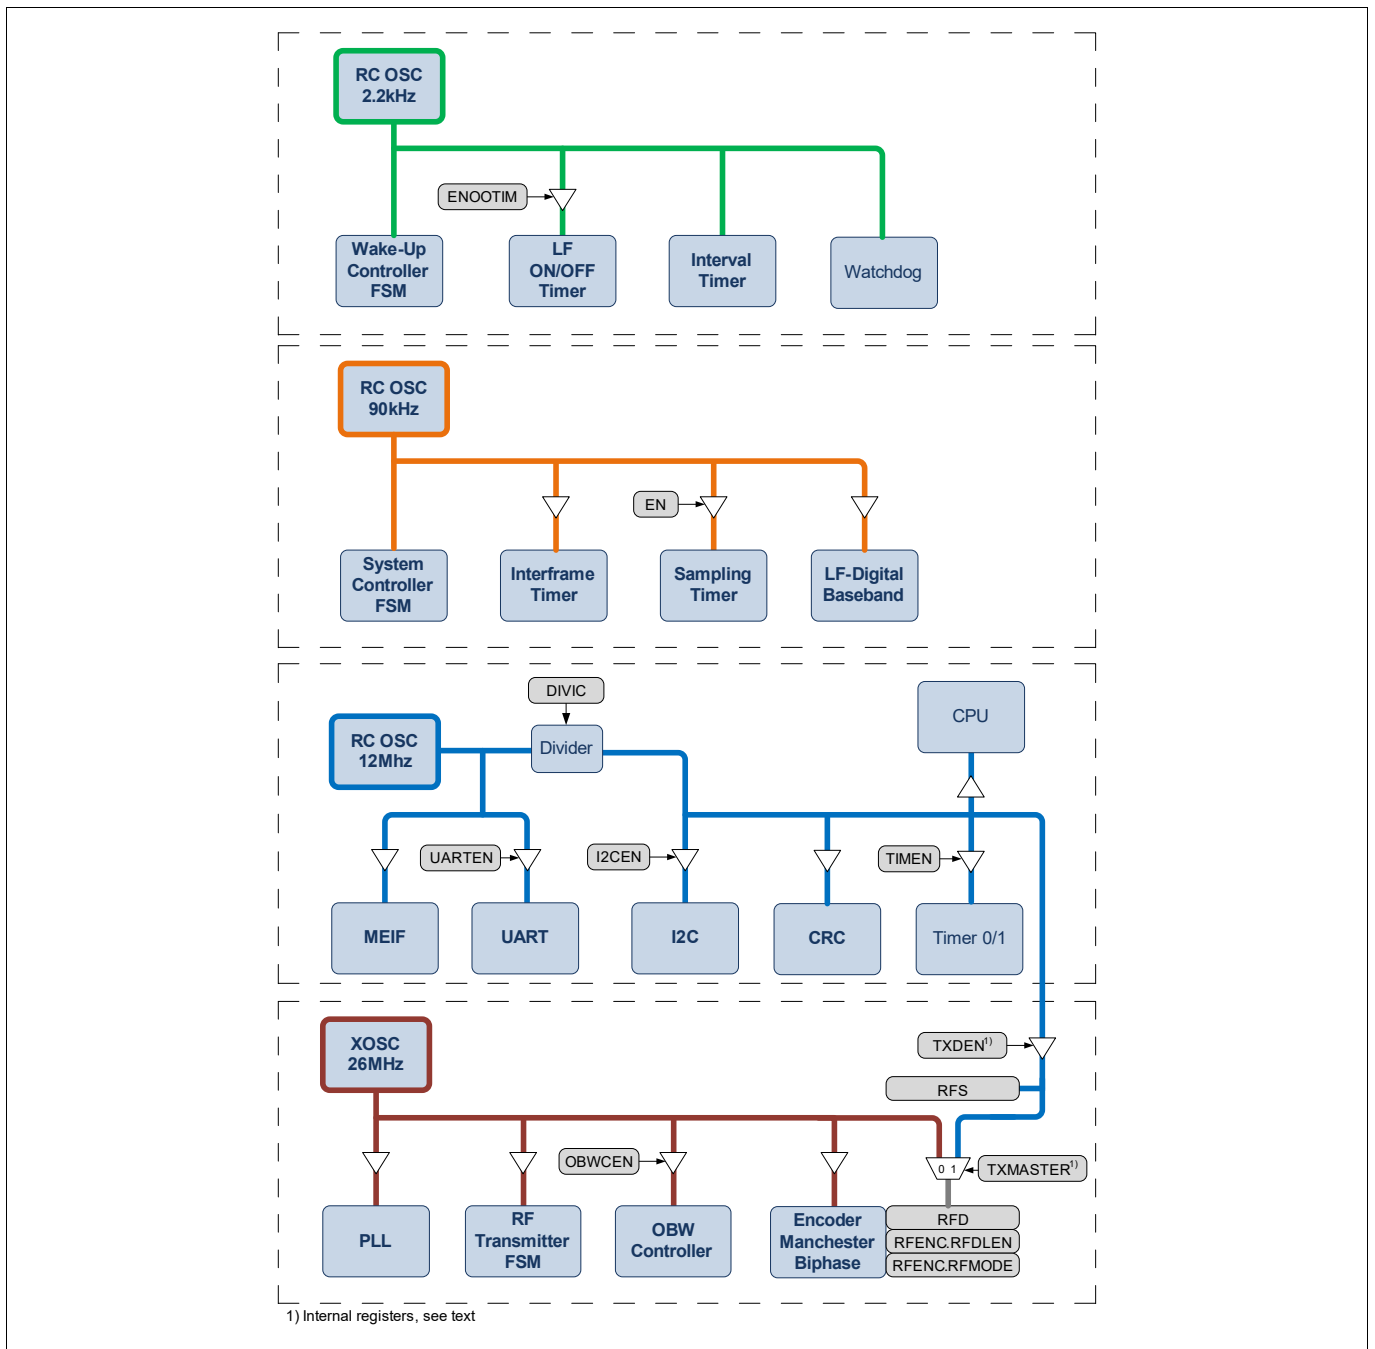 RC OSC
2.2kHz
ENOOTIM
Wake-Up
Controller
FSM
LF
ON/OFF
Timer
Interval
Timer
Watchdog
RC OSC
90kHz
EN
System
Controller
FSM
Interframe
Timer
Sampling
Timer
LF-Digital
Baseband
DIVIC
CPU
RC OSC
12Mhz
Divider
UARTEN
I2CEN
TIMEN
MEIF
UART
I2C
CRC
Timer 0/1
XOSC
26MHz
TXDEN1)
RFS
OBWCEN
0 1
TXMASTER1)
PLL
RF
Transmitter
FSM
OBW
Controller
Encoder
Manchester
Biphase
RFD
RFENC.RFDLEN
RFENC.RFMODE
1) Internal registers, see text